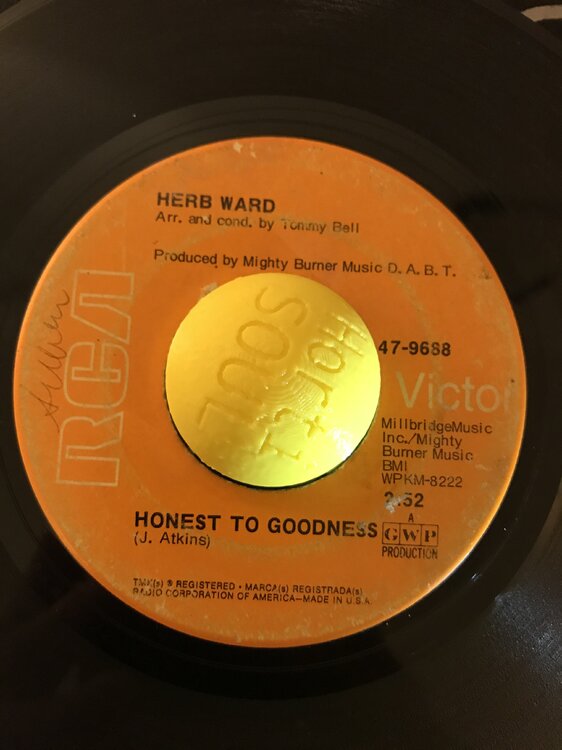 HERB WARD
Arr. and cond. by Tommy Bell
Produced by Mighty Burner Music D. A. B. T.
47-9688
RCA
Victor
SOUL
MillbridgeMusic
Inc./Mighty
Burner Music
BMI
WPKM-8222
2:52
HONEST TO GOODNESS
(J. Atkins)
A
GWP
PRODUCTION
TMK(s) ® REGISTERED • MARCA(s) REGISTRADA(s)
RADIO CORPORATION OF AMERICA—MADE IN U.S.A.